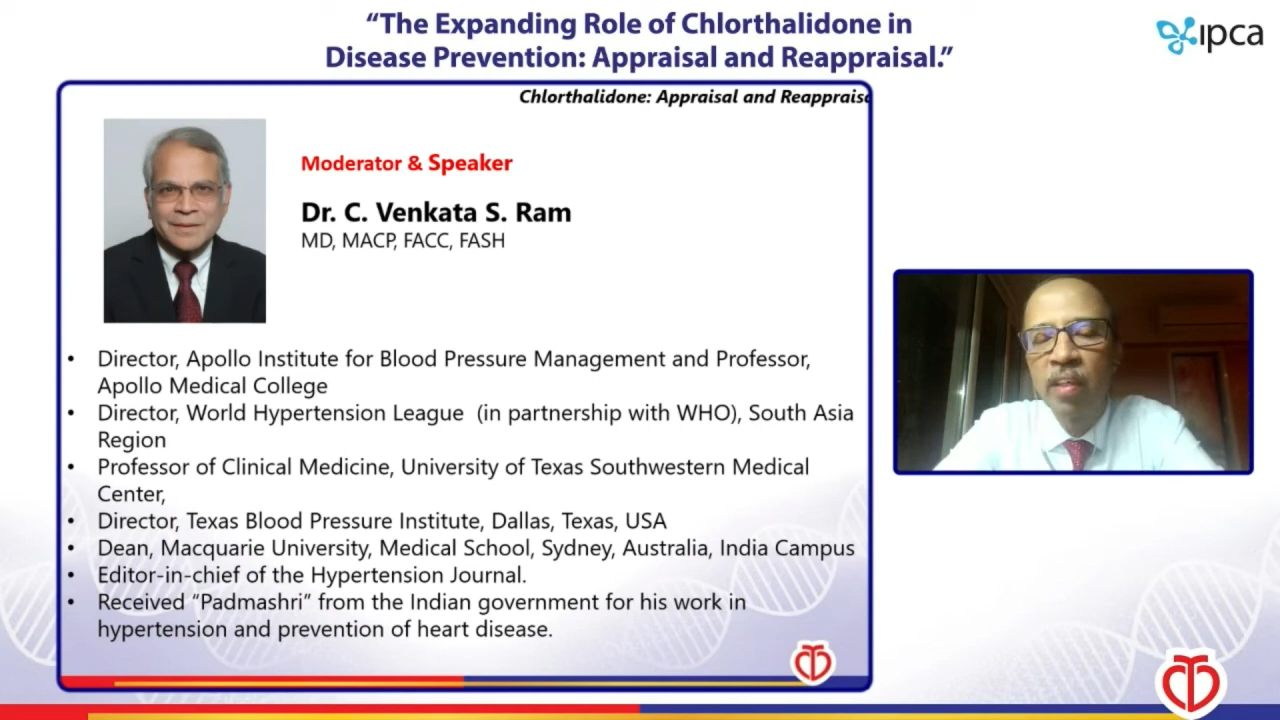 “The Expanding Role of Chlorthalidone in
Disease Prevention: Appraisal and Reappraisal.”
ipca
Chlorthalidone: Appraisal and Reappraisa
Moderator & Speaker
Dr. C. Venkata S. Ram
MD, MACP, FACC, FASH
• Director, Apollo Institute for Blood Pressure Management and Professor,
Apollo Medical College
• Director, World Hypertension League (in partnership with WHO), South Asia
Region
• Professor of Clinical Medicine, University of Texas Southwestern Medical
Center,
• Director, Texas Blood Pressure Institute, Dallas, Texas, USA
• Dean, Macquarie University, Medical School, Sydney, Australia, India Campus
• Editor-in-chief of the Hypertension Journal.
• Received “Padmashri” from the Indian government for his work in
hypertension and prevention of heart disease.